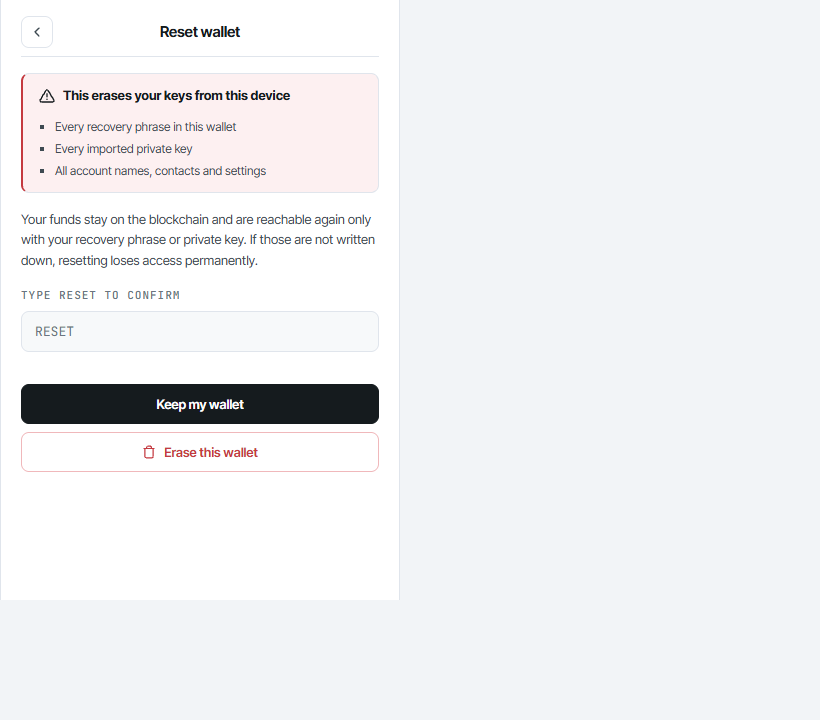 Reset wallet
This erases your keys from this device
Every recovery phrase in this wallet
Every imported private key
All account names, contacts and settings
Your funds stay on the blockchain and are reachable again only
with your recovery phrase or private key. If those are not written
down, resetting loses access permanently.
TYPE RESET TO CONFIRM
RESET
Keep my wallet
Erase this wallet